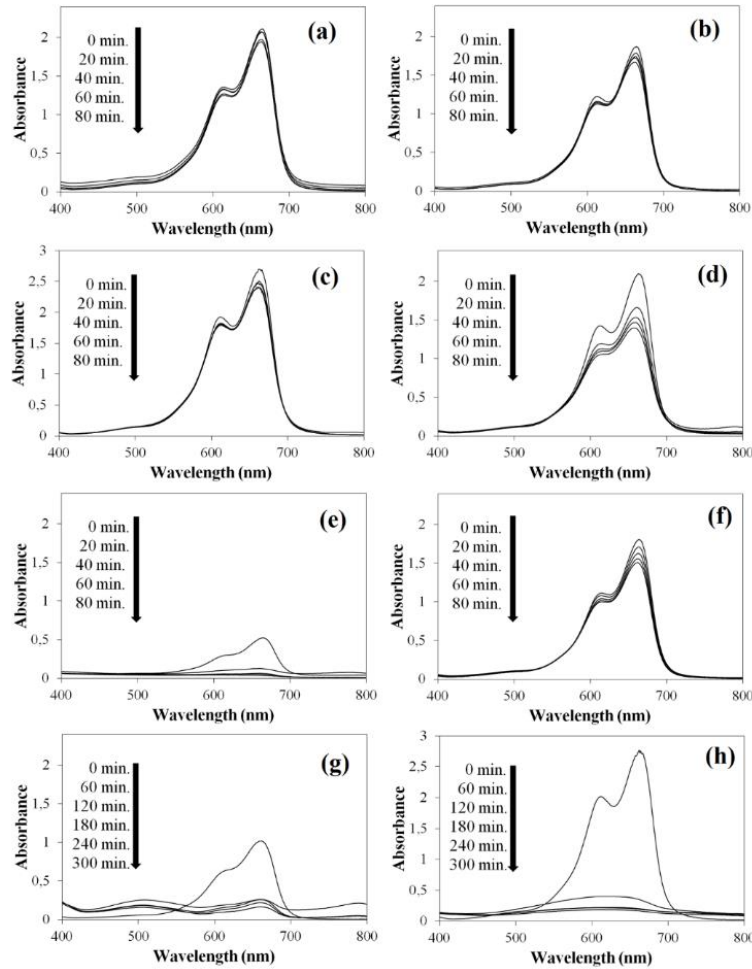 (a)
0 min.
20 min.
40 min.
60 min.
80 min.
Absorbance
2
1,5
1
0,5
0
400 500 600 700 800
Wavelength (nm)
(b)
0 min.
20 min.
40 min.
60 min.
80 min.
Absorbance
2
1,5
1
0,5
0
400 500 600 700 800
Wavelength (nm)
(c)
0 min.
20 min.
40 min.
60 min.
80 min.
Absorbance
3
2,5
2
1,5
1
0,5
0
400 500 600 700 800
Wavelength (nm)
(d)
0 min.
20 min.
40 min.
60 min.
80 min.
Absorbance
2
1,5
1
0,5
0
400 500 600 700 800
Wavelength (nm)
(e)
0 min.
20 min.
40 min.
60 min.
80 min.
Absorbance
2
1,5
1
0,5
0
400 500 600 700 800
Wavelength (nm)
(f)
0 min.
20 min.
40 min.
60 min.
80 min.
Absorbance
2
1,5
1
0,5
0
400 500 600 700 800
Wavelength (nm)
(g)
0 min.
60 min.
120 min.
180 min.
240 min.
300 min.
Absorbance
2
1,5
1
0,5
0
400 500 600 700 800
Wavelength (nm)
(h)
0 min.
60 min.
120 min.
180 min.
240 min.
300 min.
Absorbance
3
2,5
2
1,5
1
0,5
0
400 500 600 700 800
Wavelength (nm)